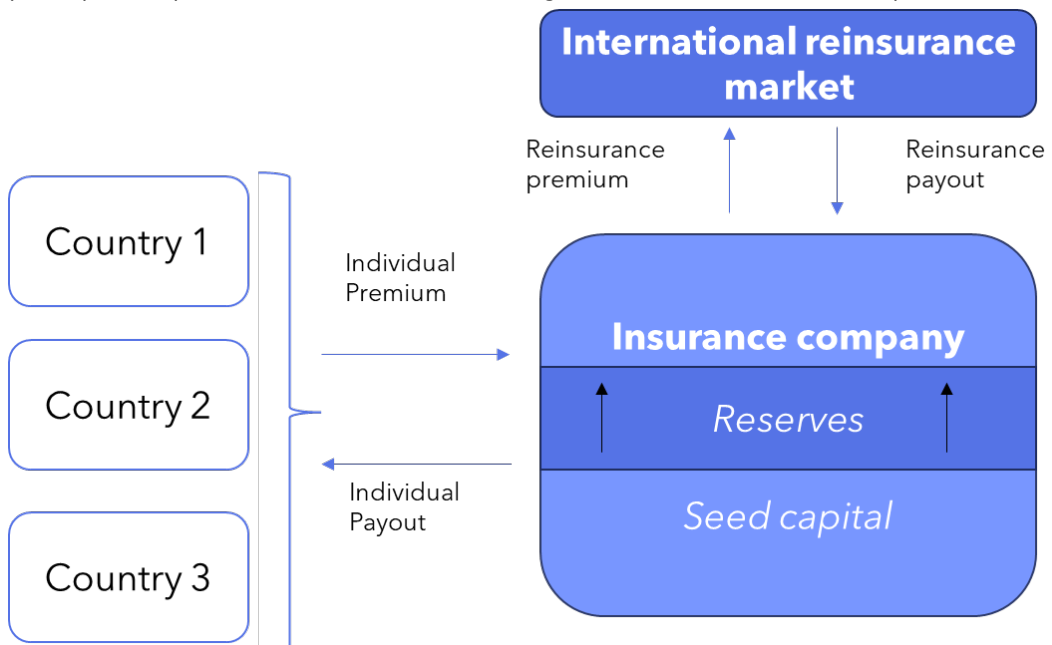 International reinsurance
market
Reinsurance
premium
Reinsurance
payout
Country 1
Individual
Premium
Insurance company
Country 2
Reserves
Individual
Payout
Seed capital
Country 3